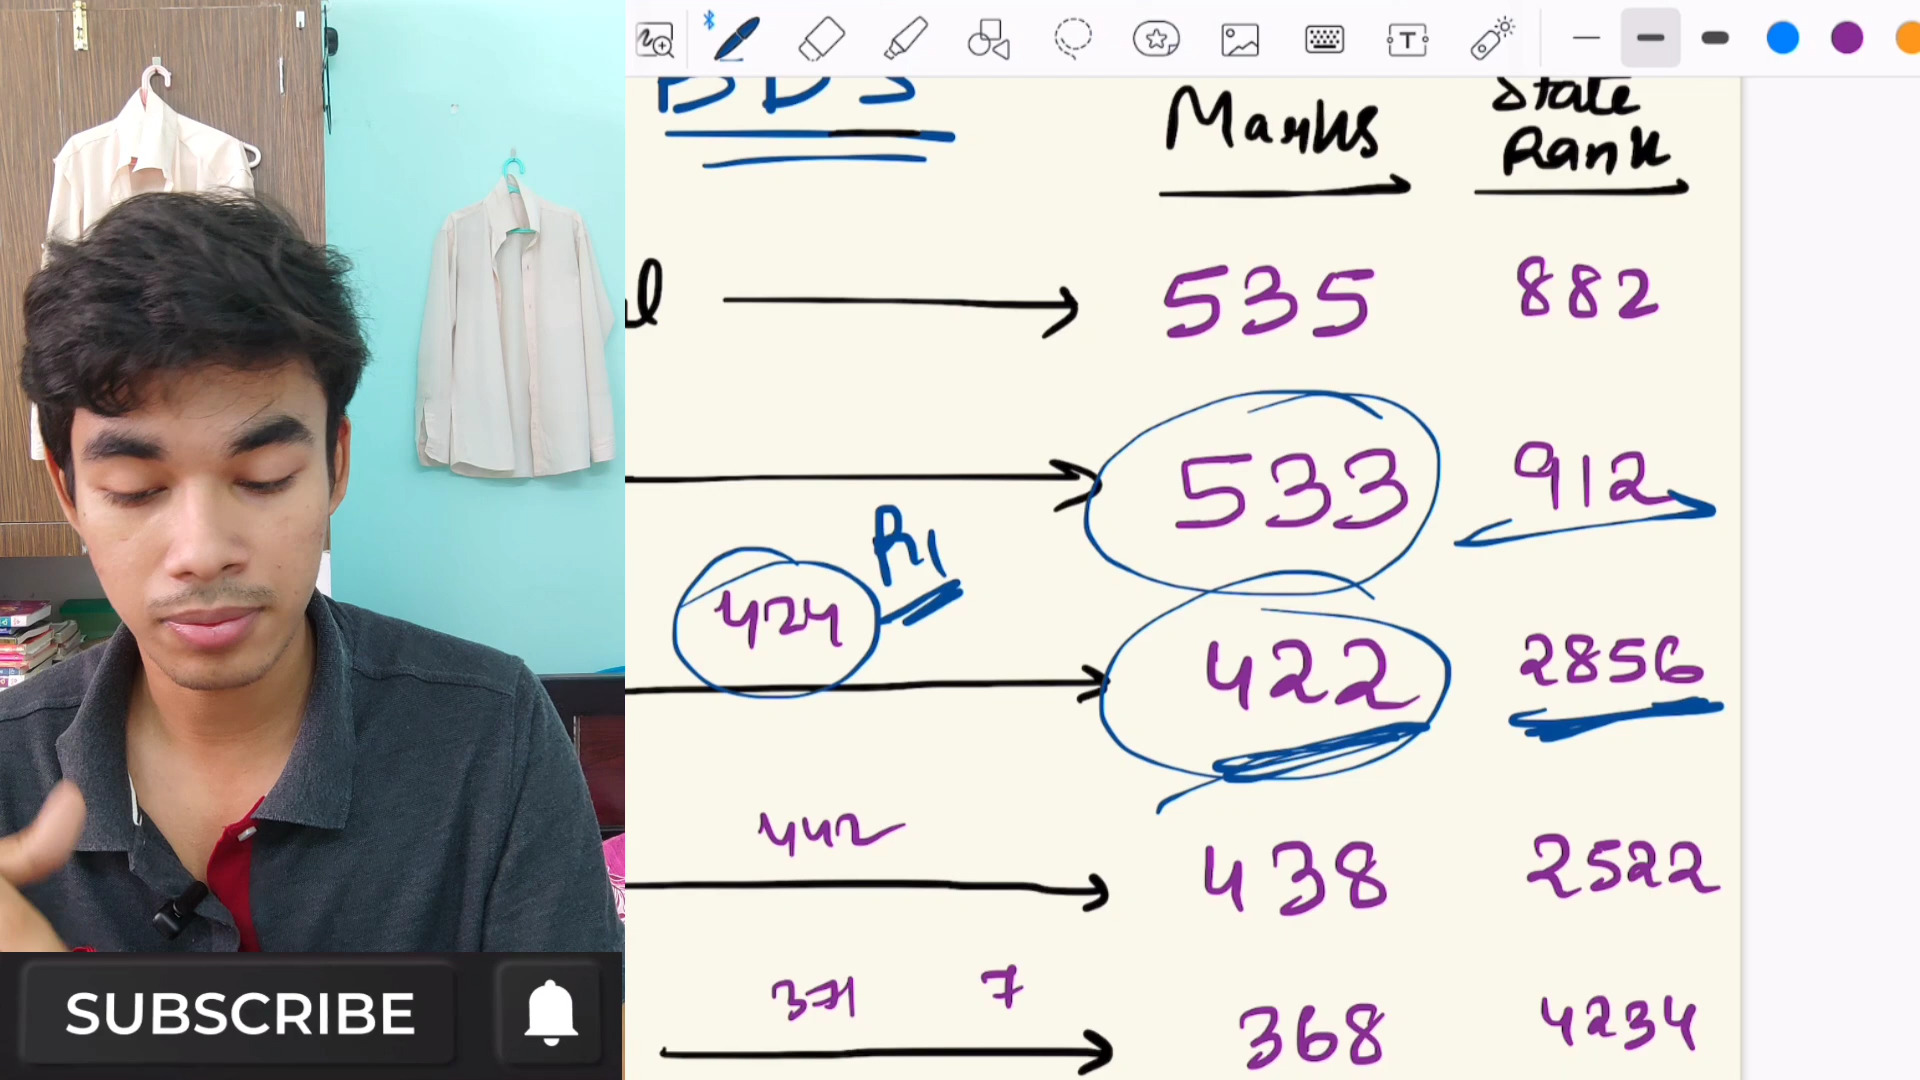 BDS Marks State
Rank
l 535 882
533 912
R1
424
422 2856
442
438 2522
371 7
368 4234
SUBSCRIBE
T